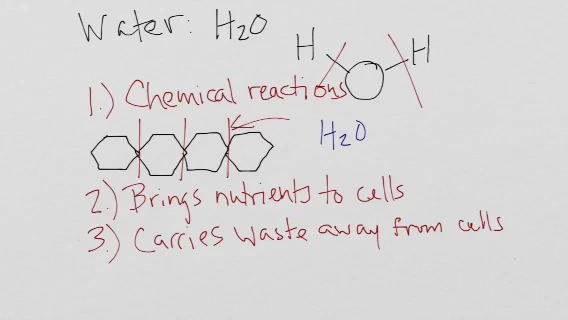 Water: H2O
H H
1.) Chemical reactions
H2O
2.) Brings nutrients to cells
3.) Carries waste away from cells